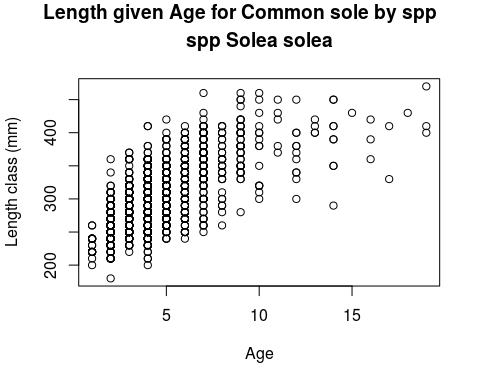 Length given Age for Common sole by spp
spp Solea solea
Length class (mm)
400
300
200
5 10 15
Age